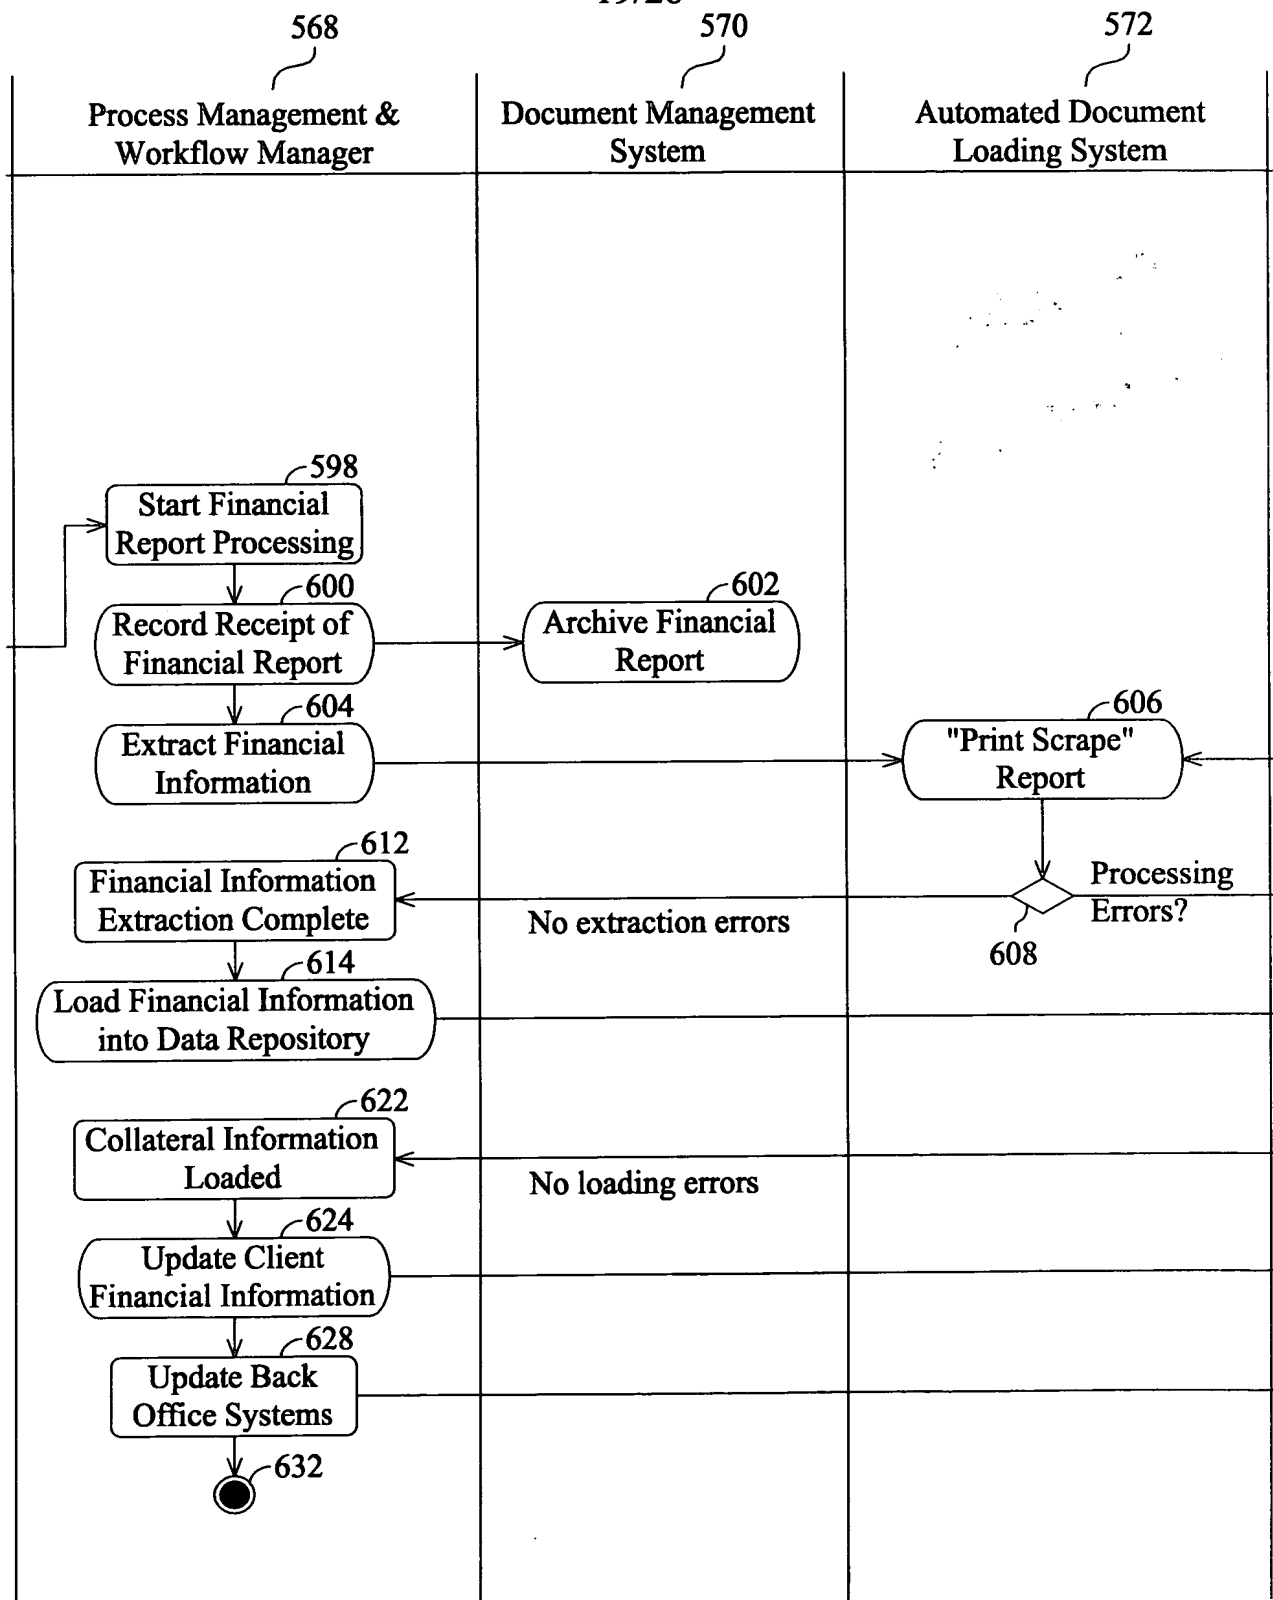 568
570
572
Process Management &
Workflow Manager
Document Management
System
Automated Document
Loading System
598
Start Financial
Report Processing
600
Record Receipt of
Financial Report
602
Archive Financial
Report
604
Extract Financial
Information
606
"Print Scrape"
Report
612
Financial Information
Extraction Complete
No extraction errors
Processing
Errors?
608
614
Load Financial Information
into Data Repository
622
Collateral Information
Loaded
No loading errors
624
Update Client
Financial Information
628
Update Back
Office Systems
632